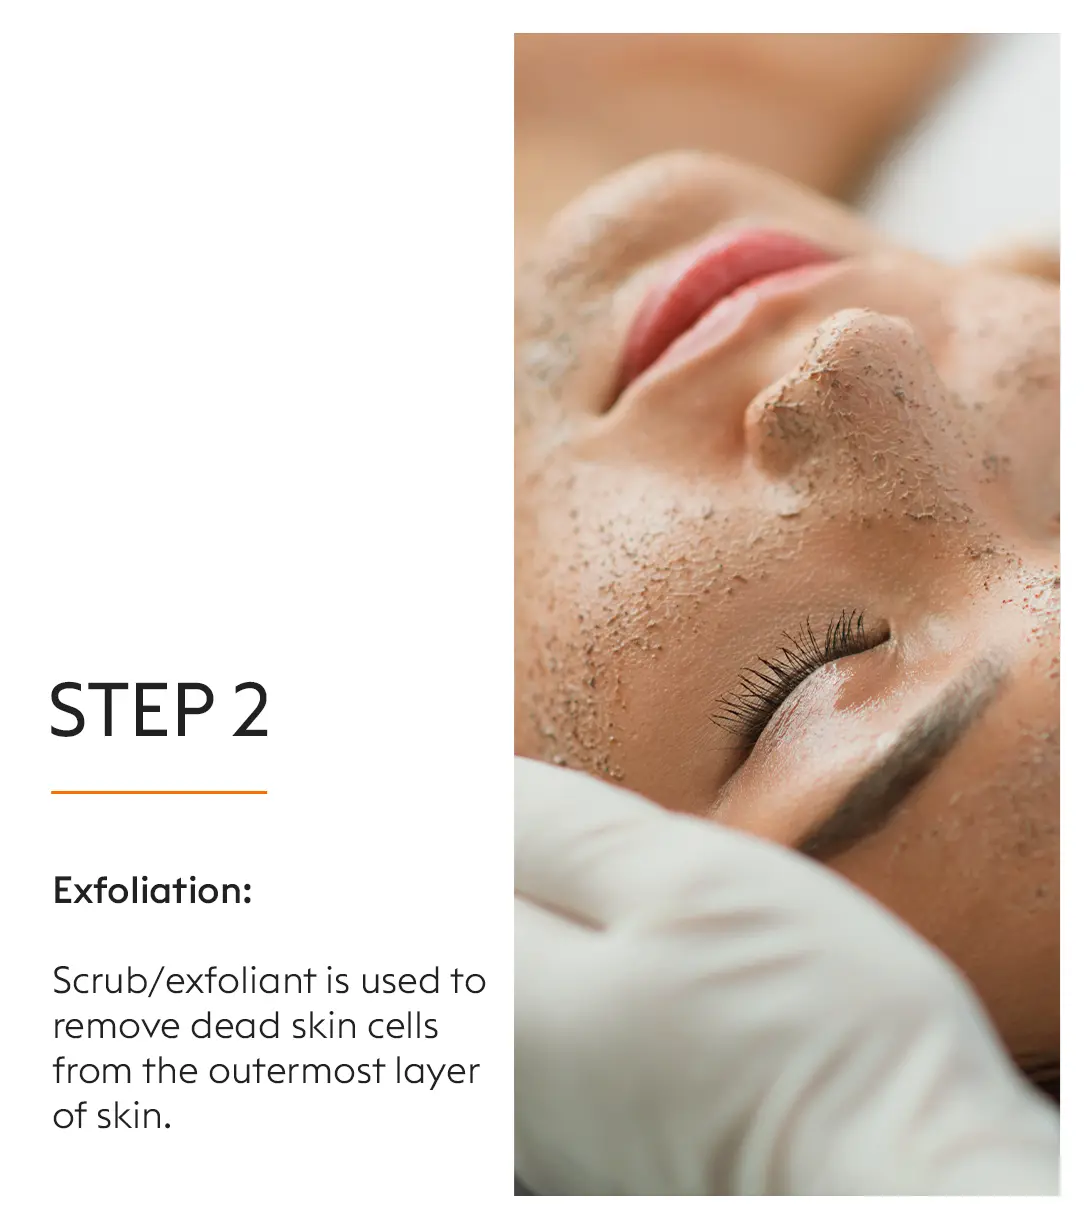 STEP 2
Exfoliation:
Scrub/exfoliant is used to
remove dead skin cells
from the outermost layer
of skin.